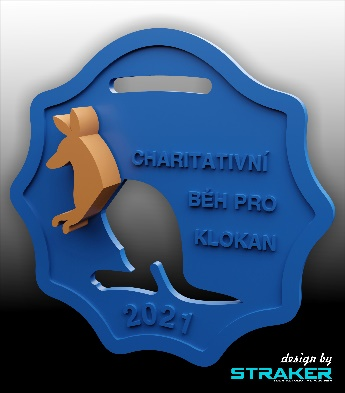 CHARITATIVNÍ
BĚH PRO
KLOKAN
2021
design by
STRAKER